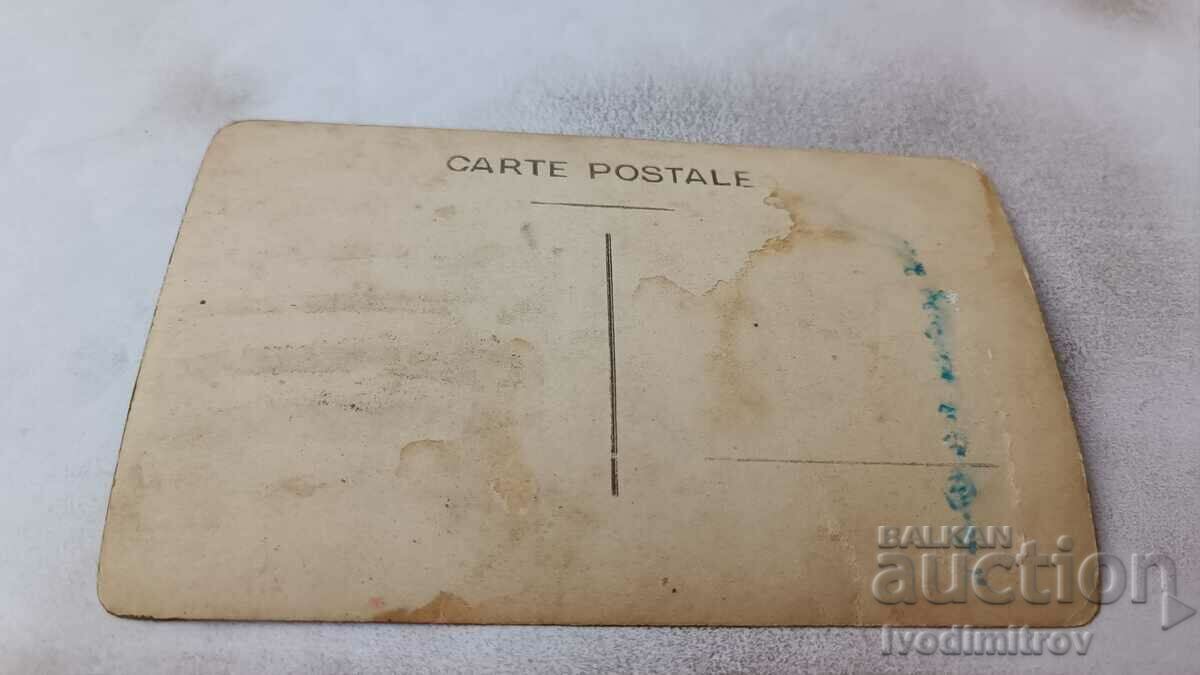 CARTE POSTALE
BALKAN
auction
Ivodimitrov